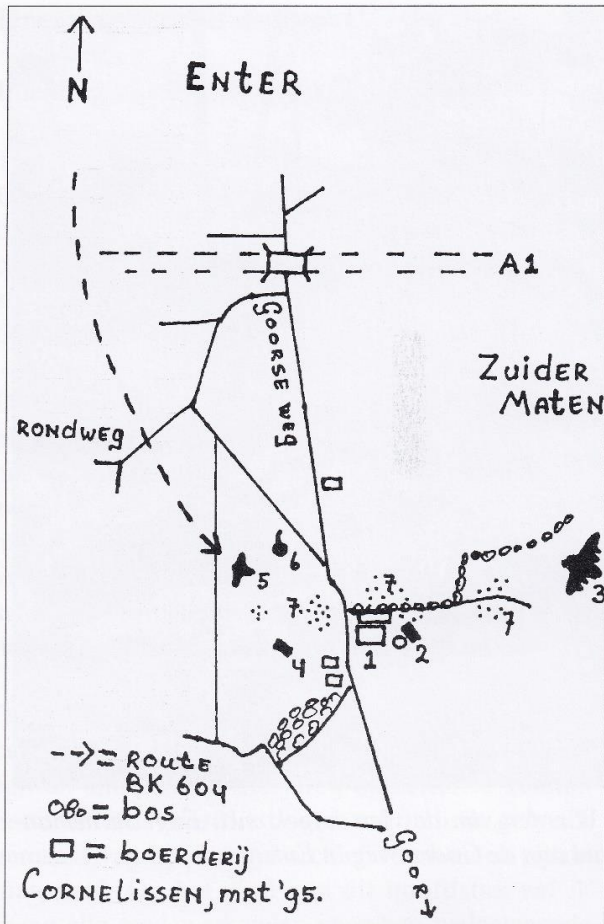 N
ENTER
A1
GOORSE WEG
ZUIDER
MATEN
RONDWEG
6
5
7
7
3
7
1
2
4
--> = ROUTE
BK 604
= bos
= boerderij
GOOR
CORNELISSEN, MRT '95.